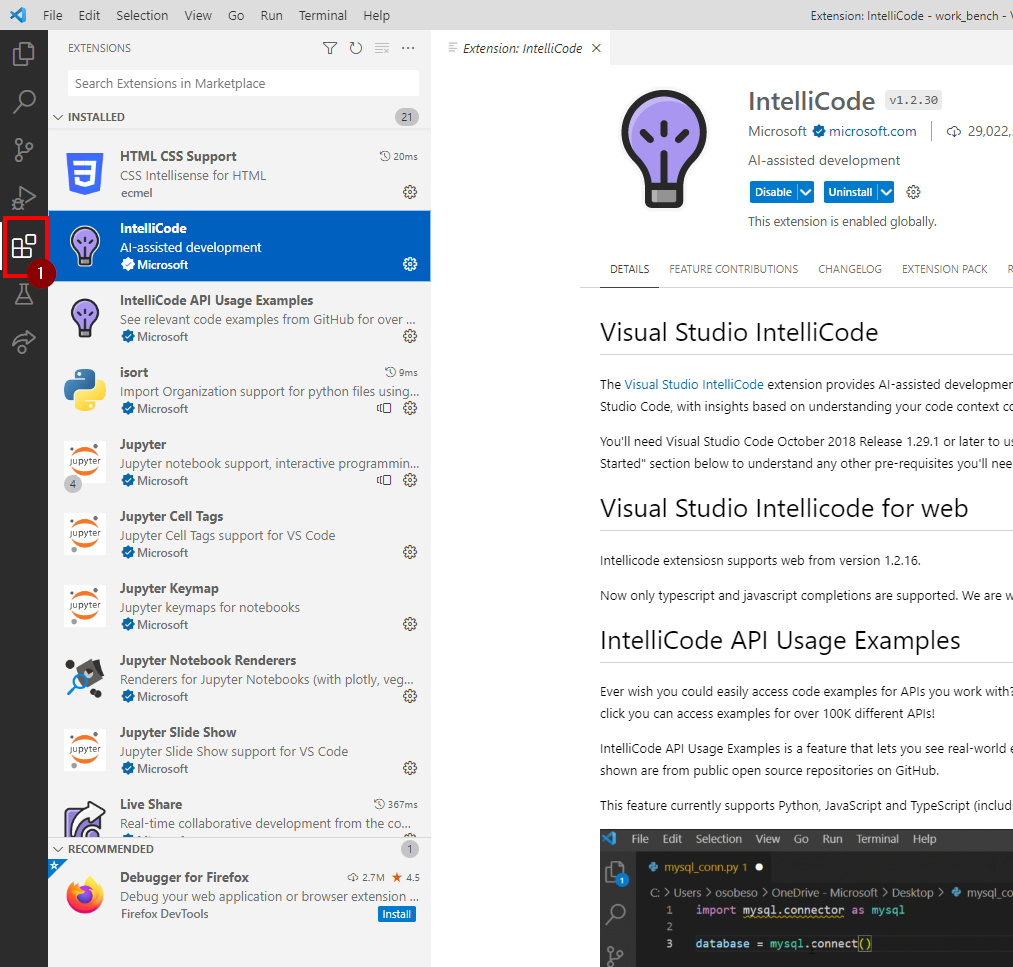 File Edit Selection View Go Run Terminal Help
Extension: IntelliCode - work_bench -
EXTENSIONS
Search Extensions in Marketplace
INSTALLED 21
HTML CSS Support 20ms
CSS Intellisense for HTML
ecmel
IntelliCode
AI-assisted development
Microsoft
1
IntelliCode API Usage Examples
See relevant code examples from GitHub for over ...
Microsoft
isort 9ms
Import Organization support for python files using...
Microsoft
Jupyter
Jupyter notebook support, interactive programmin...
Microsoft
jupyter
4
Jupyter Cell Tags
Jupyter Cell Tags support for VS Code
Microsoft
jupyter
Jupyter Keymap
Jupyter keymaps for notebooks
Microsoft
jupyter
Jupyter Notebook Renderers
Renderers for Jupyter Notebooks (with plotly, veg...
Microsoft
Jupyter Slide Show
Jupyter Slide Show support for VS Code
Microsoft
jupyter
Live Share 367ms
Real-time collaborative development from the co...
RECOMMENDED 1
Debugger for Firefox 2.7M 4.5
Debug your web application or browser extension ...
Firefox DevTools Install
Extension: IntelliCode
IntelliCode v1.2.30
Microsoft microsoft.com 29,022,
AI-assisted development
Disable Uninstall
This extension is enabled globally.
DETAILS FEATURE CONTRIBUTIONS CHANGELOG EXTENSION PACK
Visual Studio IntelliCode
The Visual Studio IntelliCode extension provides AI-assisted developmen
Studio Code, with insights based on understanding your code context co
You'll need Visual Studio Code October 2018 Release 1.29.1 or later to us
Started" section below to understand any other pre-requisites you'll nee
Visual Studio Intellicode for web
Intellicode extensiosn supports web from version 1.2.16.
Now only typescript and javascript completions are supported. We are w
IntelliCode API Usage Examples
Ever wish you could easily access code examples for APIs you work with?
click you can access examples for over 100K different APIs!
IntelliCode API Usage Examples is a feature that lets you see real-world e
shown are from public open source repositories on GitHub.
This feature currently supports Python, JavaScript and TypeScript (includ
File Edit Selection View Go Run Terminal Help
mysql_conn.py 1
1
C: > Users > osobeso > OneDrive - Microsoft > Desktop > mysql_co
1 import mysql.connector as mysql
2
3 database = mysql.connect()